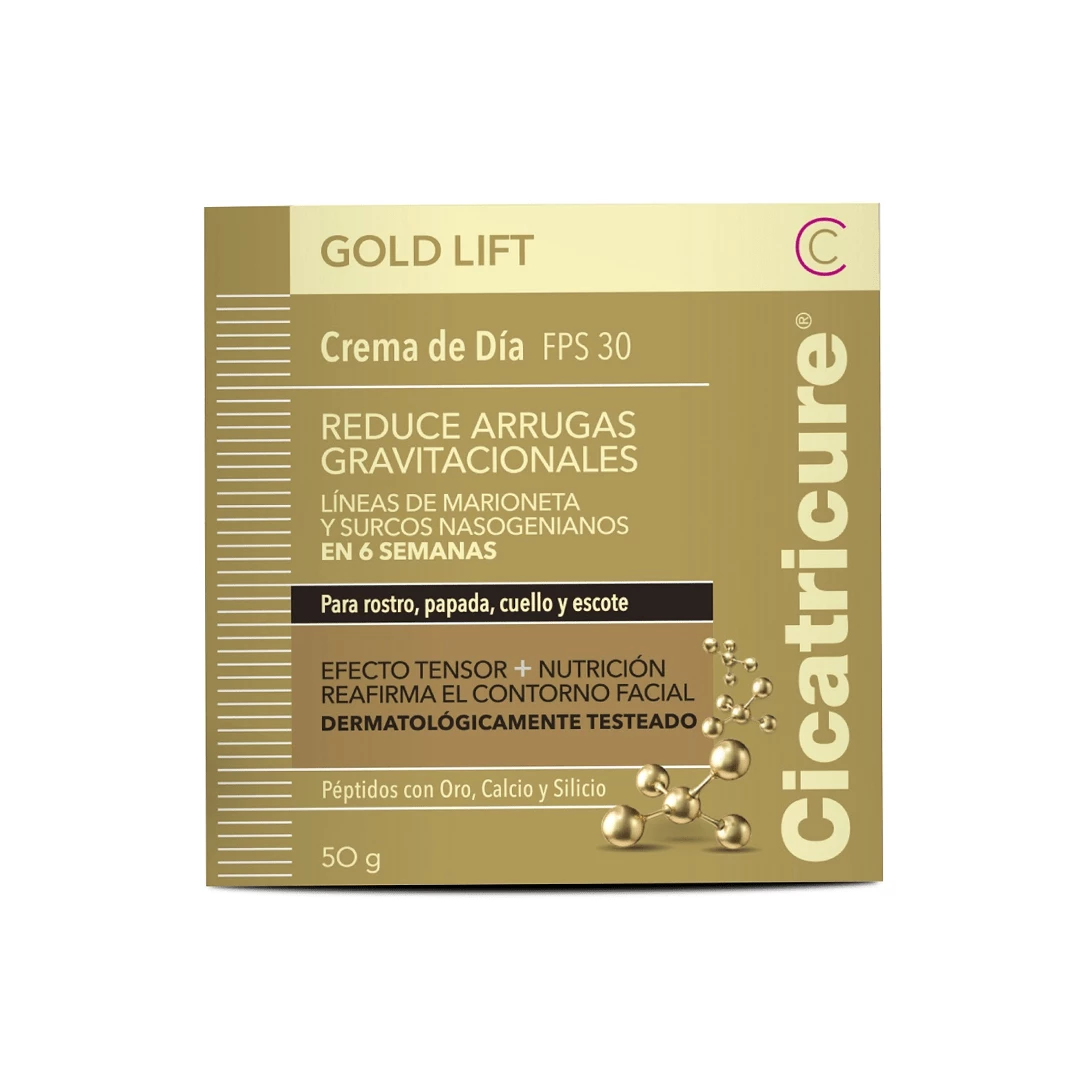 GOLD LIFT
Crema de Día FPS 30
REDUCE ARRUGAS
GRAVITACIONALES
LÍNEAS DE MARIONETA
Y SURCOS NASOGENIANOS
EN 6 SEMANAS
Para rostro, papada, cuello y escote
EFECTO TENSOR + NUTRICIÓN
REAFIRMA EL CONTORNO FACIAL
DERMATOLÓGICAMENTE TESTEADO
Péptidos con Oro, Calcio y Silicio
50 g
Cicatricure®